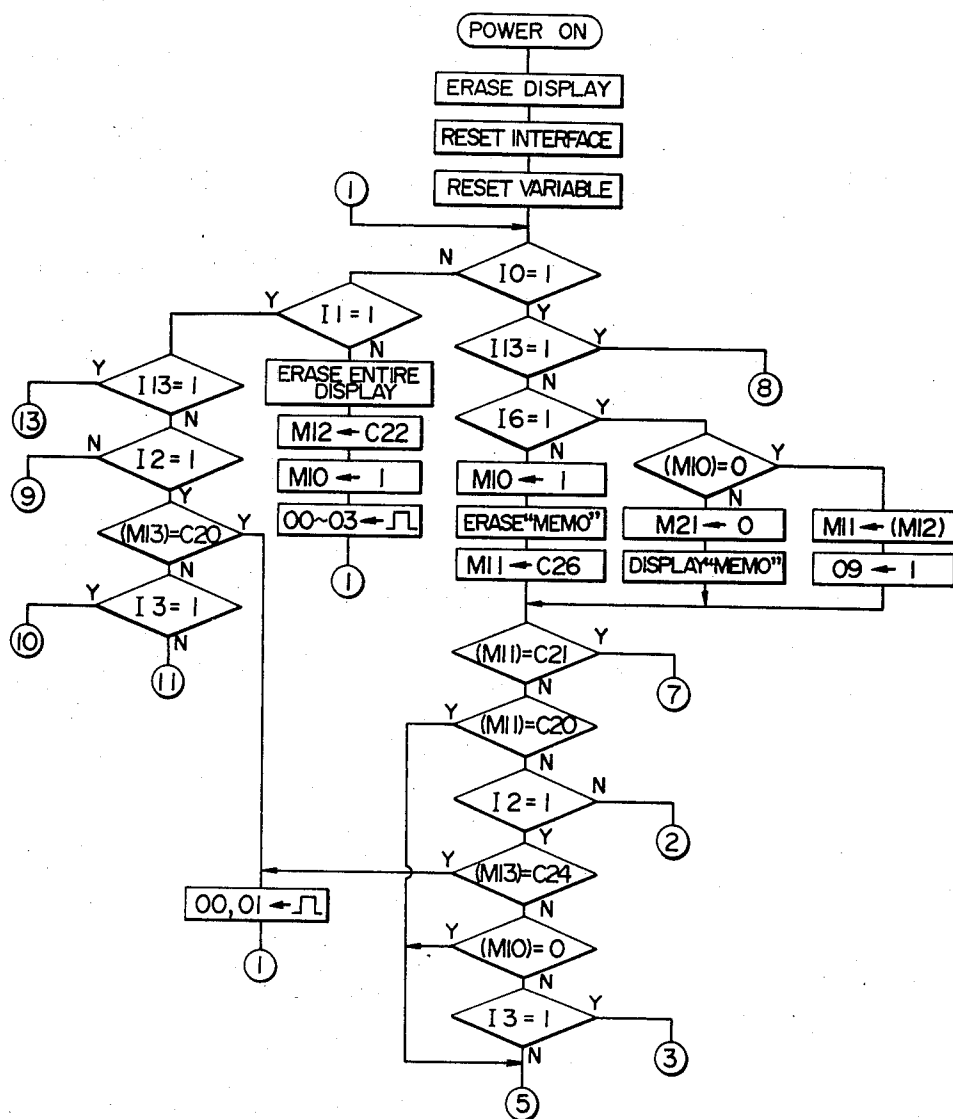 POWER ON
ERASE DISPLAY
RESET INTERFACE
RESET VARIABLE
1
N
I0 = 1
Y
Y
I1 = 1
N
I13 = 1
Y
8
N
Y
I13 = 1
13
N
ERASE ENTIRE
DISPLAY
I6 = 1
Y
N
N
I2 = 1
9
Y
M12 ← C22
M10 ← 1
00~03 ←
1
M10 ← 1
ERASE "MEMO"
M11 ← C26
(M10) = 0
Y
N
M21 ← 0
DISPLAY "MEMO"
M11 ← (M12)
09 ← 1
(M13)=C20
Y
N
Y
I3 = 1
10
N
11
(M11)=C21
Y
7
N
Y
(M11)=C20
N
I2 = 1
N
2
Y
Y
(M13)=C24
N
00, 01 ←
1
Y
(M10) = 0
N
I3 = 1
Y
3
N
5